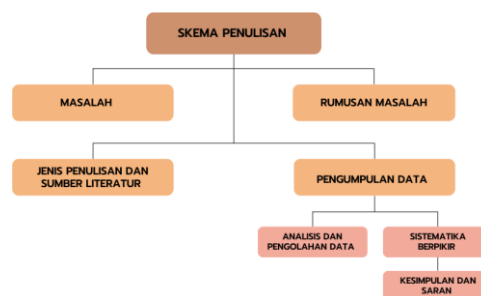 SKEMA PENULISAN
MASALAH
RUMUSAN MASALAH
JENIS PENULISAN DAN
SUMBER LITERATUR
PENGUMPULAN DATA
ANALISIS DAN
PENGOLAHAN DATA
SISTEMATIKA
BERPIKIR
KESIMPULAN DAN
SARAN